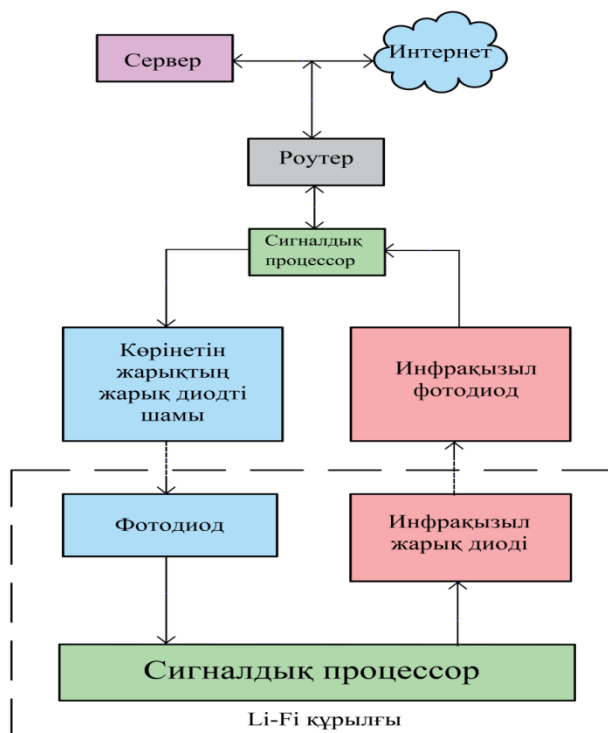 Сервер
Интернет
Роутер
Сигналдық
процессор
Көрінетін
жарықтың
жарық диодті
шамы
Инфрақызыл
фотодиод
Фотодиод
Инфрақызыл
жарық диоді
Сигналдық процессор
Li-Fi құрылғы